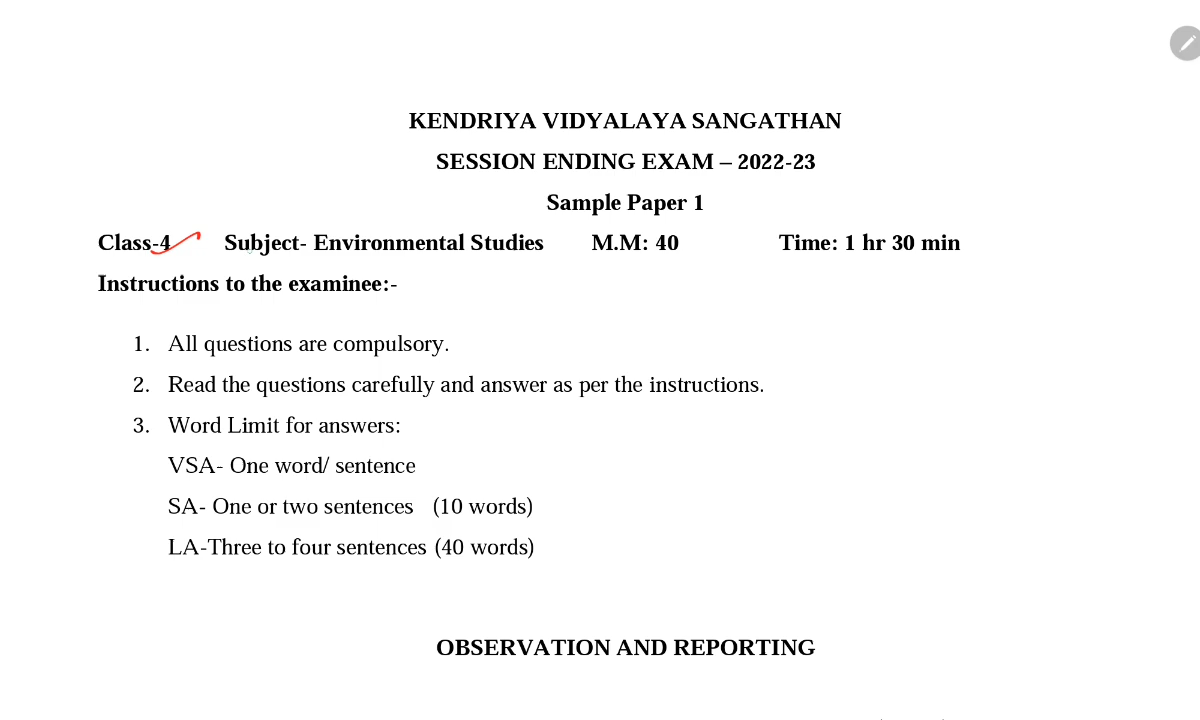 KENDRIYA VIDYALAYA SANGATHAN
SESSION ENDING EXAM – 2022-23
Sample Paper 1
Class-4 Subject- Environmental Studies M.M: 40 Time: 1 hr 30 min
Instructions to the examinee:-
1. All questions are compulsory.
2. Read the questions carefully and answer as per the instructions.
3. Word Limit for answers:
VSA- One word/ sentence
SA- One or two sentences (10 words)
LA-Three to four sentences (40 words)
OBSERVATION AND REPORTING